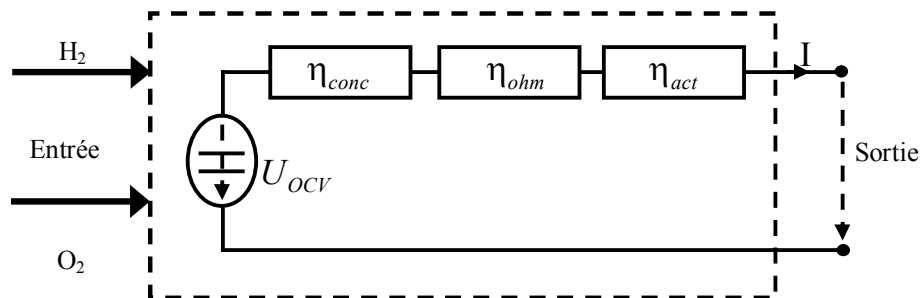 H₂
η_conc η_ohm η_act I
Entrée
U_OCV
Sortie
O₂